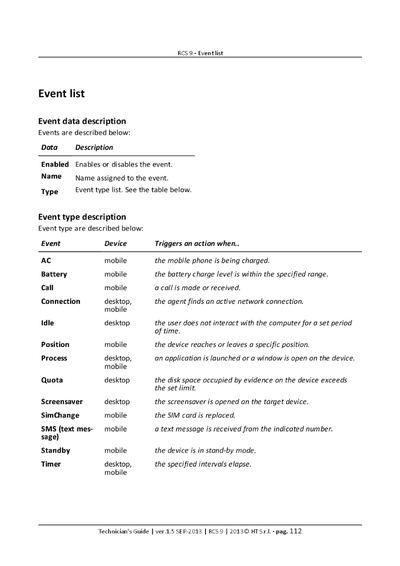 RCS 9 - Event list
Event list
Event data description
Events are described below:
Data Description
Enabled Enables or disables the event.
Name Name assigned to the event.
Type Event type list. See the table below.
Event type description
Event type are described below:
Event Device Triggers an action when..
AC mobile the mobile phone is being charged.
Battery mobile the battery charge level is within the specified range.
Call mobile a call is made or received.
Connection desktop, the agent finds an active network connection.
mobile
Idle desktop the user does not interact with the computer for a set period
of time.
Position mobile the device reaches or leaves a specific position.
Process desktop, an application is launched or a window is open on the device.
mobile
Quota desktop the disk space occupied by evidence on the device exceeds
the set limit.
Screensaver desktop the screensaver is opened on the target device.
SimChange mobile the SIM card is replaced.
SMS (text mes- mobile a text message is received from the indicated number.
sage)
Standby mobile the device is in stand-by mode.
Timer desktop, the specified intervals elapse.
mobile
Technician's Guide | ver.1.5 SEP-2013 | RCS 9 | 2013© HT S.r.l. - pag. 112